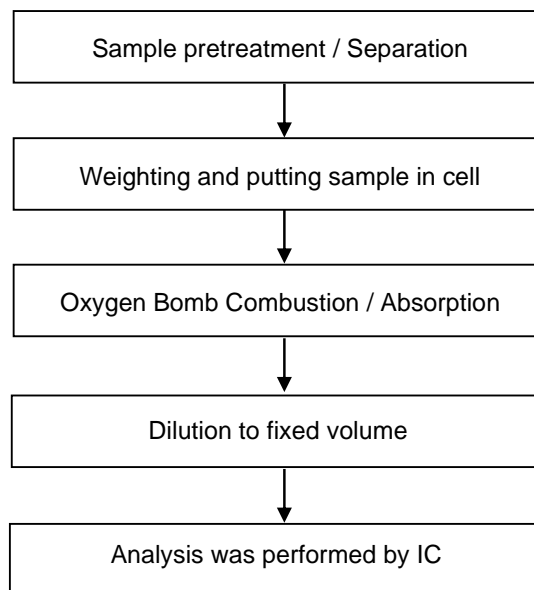 Sample pretreatment / Separation
Weighting and putting sample in cell
Oxygen Bomb Combustion / Absorption
Dilution to fixed volume
Analysis was performed by IC